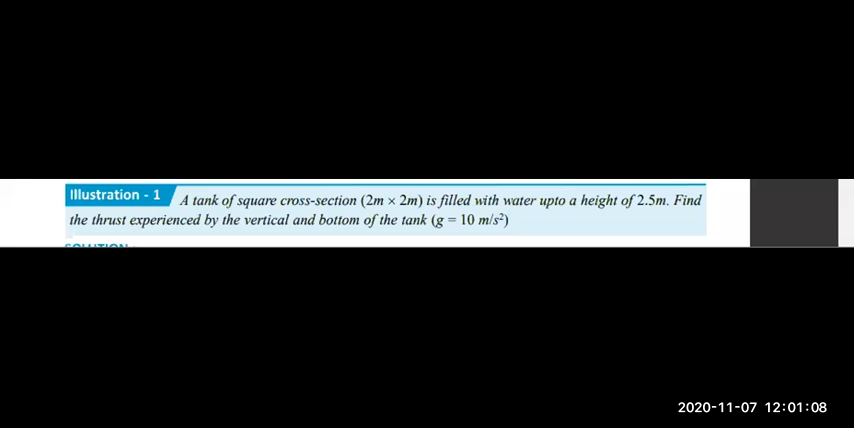 Illustration - 1 A tank of square cross-section (2m × 2m) is filled with water upto a height of 2.5m. Find
the thrust experienced by the vertical and bottom of the tank (g = 10 m/s²)
2020-11-07 12:01:08